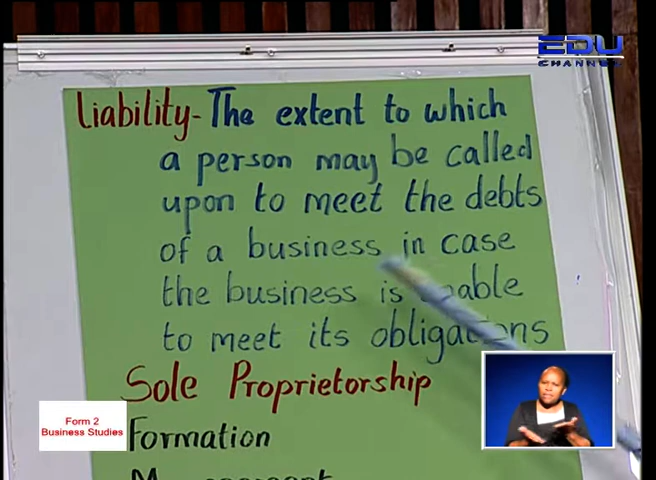 EDU
CHANNEL
Liability- The extent to which
a person may be called
upon to meet the debts
of a business in case
the business is unable
to meet its obligations
Sole Proprietorship
Formation
Management
Form 2
Business Studies